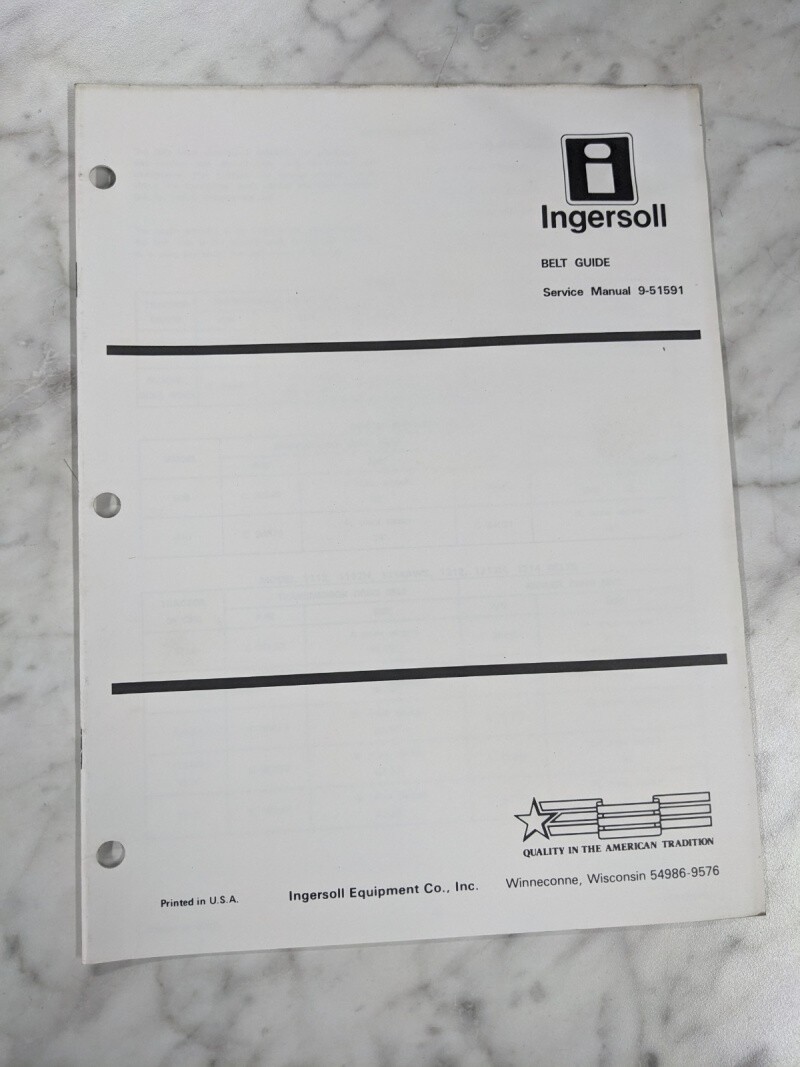 Ingersoll
BELT GUIDE
Service Manual 9-51591
QUALITY IN THE AMERICAN TRADITION
Printed in U.S.A.
Ingersoll Equipment Co., Inc.
Winneconne, Wisconsin 54986-9576